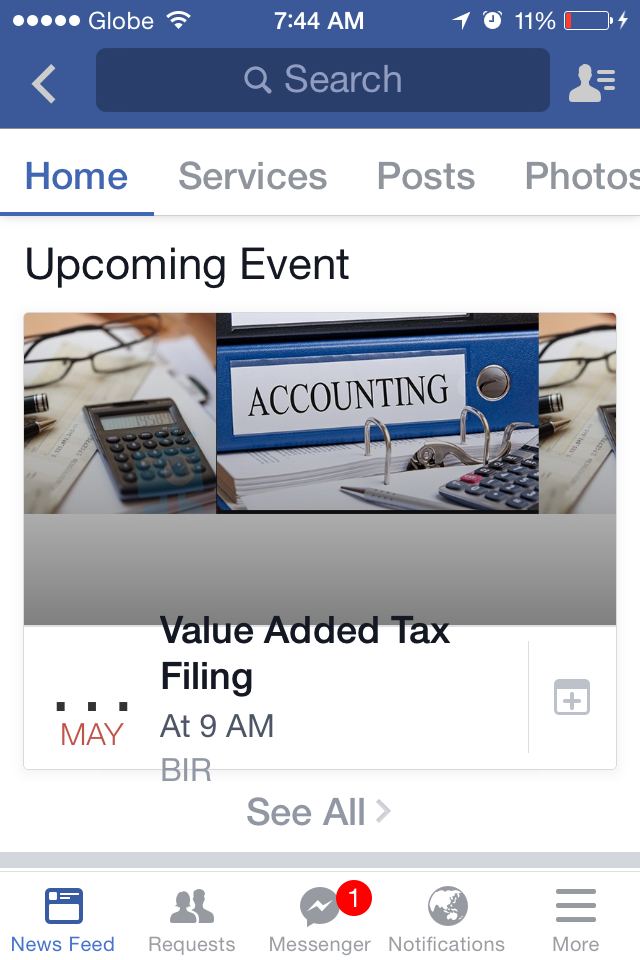 Globe 7:44 AM 11%
Search
Home Services Posts Photos
Upcoming Event
ACCOUNTING
Value Added Tax
Filing
...
MAY
At 9 AM
BIR
See All
1
News Feed Requests Messenger Notifications More